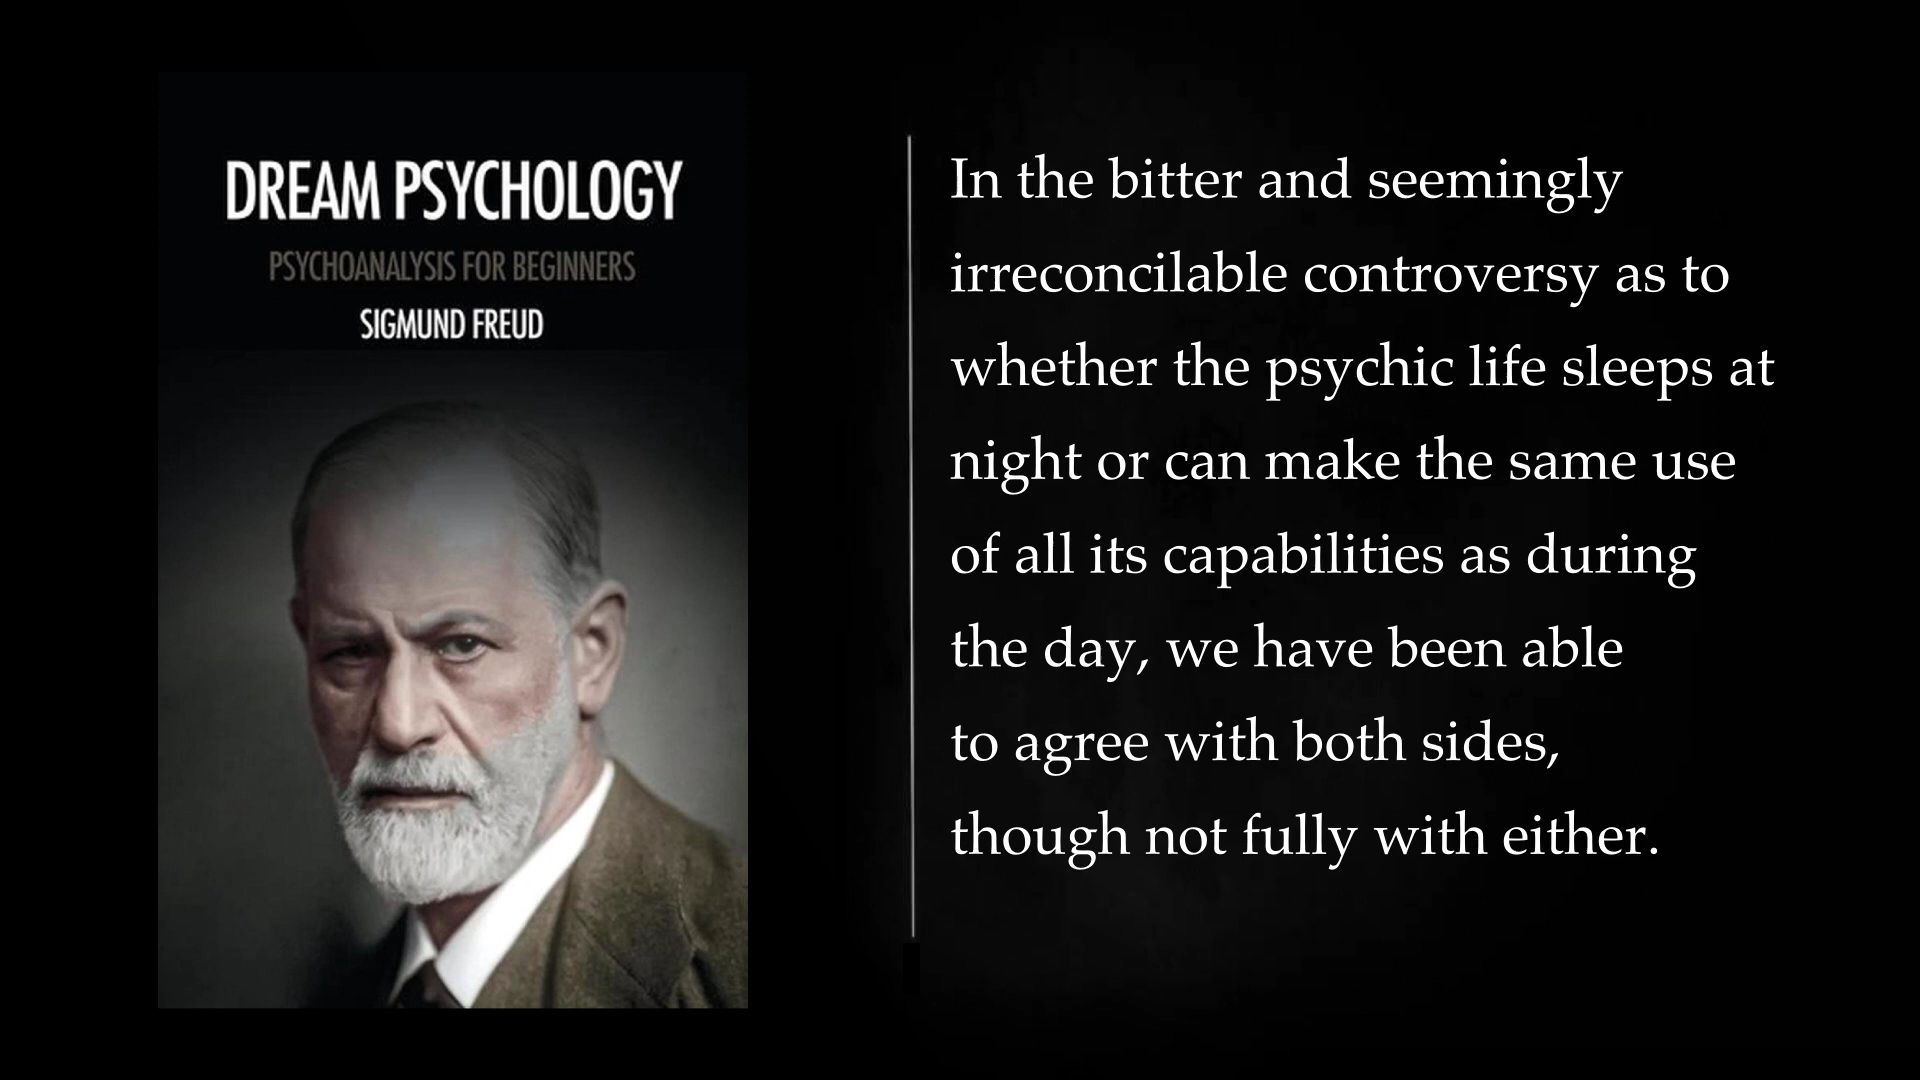 DREAM PSYCHOLOGY
PSYCHOANALYSIS FOR BEGINNERS
SIGMUND FREUD
In the bitter and seemingly
irreconcilable controversy as to
whether the psychic life sleeps at
night or can make the same use
of all its capabilities as during
the day, we have been able
to agree with both sides,
though not fully with either.